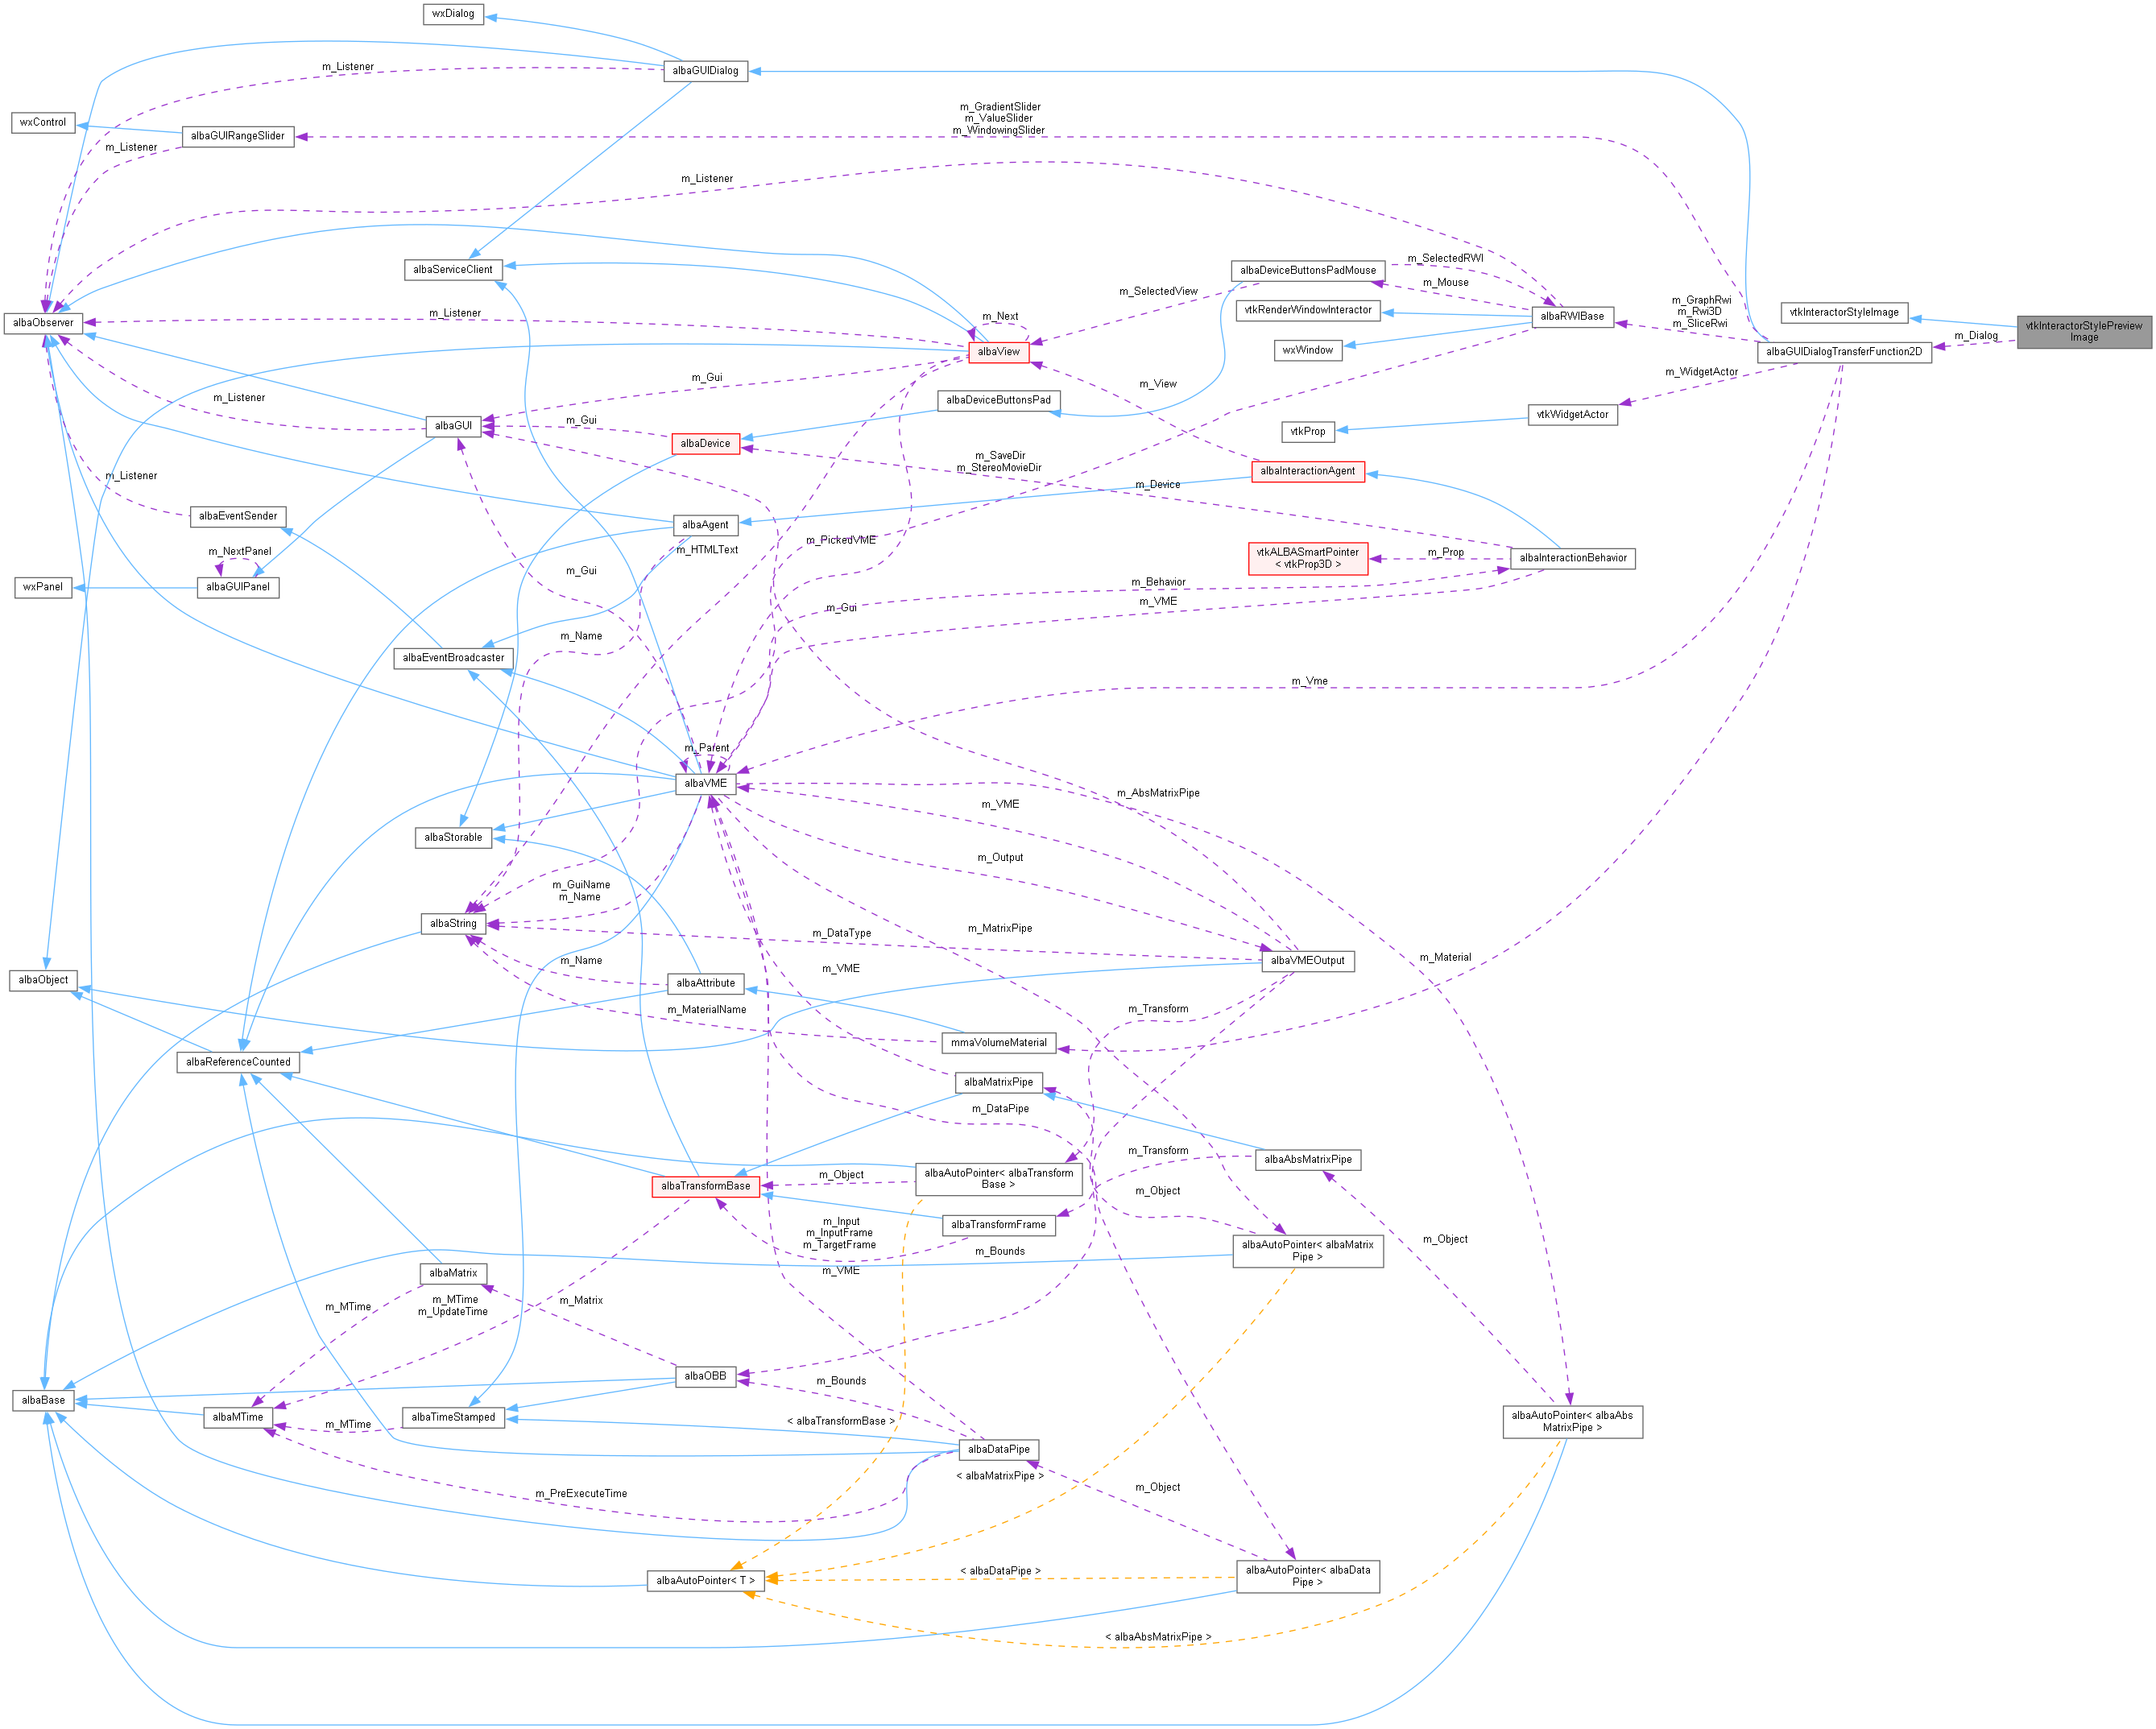 wxDialog
albaGUIDialog
m_Listener
wxControl
albaGUIRangeSlider
m_GradientSlider
m_ValueSlider
m_WindowingSlider
m_Listener
m_Listener
albaServiceClient
albaDeviceButtonsPadMouse
m_SelectedRWI
m_Mouse
m_SelectedView
vtkRenderWindowInteractor
albaRWIBase
m_GraphRwi
m_Rwi3D
m_SliceRwi
vtkInteractorStyleImage
vtkInteractorStylePreview
Image
m_Dialog
albaObserver
m_Listener
m_Next
albaView
wxWindow
albaGUIDialogTransferFunction2D
m_WidgetActor
m_Gui
m_View
m_Listener
albaDeviceButtonsPad
vtkWidgetActor
albaGUI
m_Gui
albaDevice
vtkProp
m_SaveDir
m_StereoMovieDir
albaInteractionAgent
m_Listener
m_Device
albaEventSender
albaAgent
m_NextPanel
m_HTMLText
m_PickedVME
vtkALBASmartPointer
< vtkProp3D >
m_Prop
albaInteractionBehavior
wxPanel
albaGUIPanel
m_Gui
m_Behavior
m_VME
m_Gui
m_Name
albaEventBroadcaster
m_Vme
m_Parent
albaVME
m_AbsMatrixPipe
m_VME
albaStorable
m_Output
m_GuiName
m_Name
albaString
m_DataType
m_MatrixPipe
m_Name
m_VME
albaVMEOutput
m_Material
albaObject
albaAttribute
m_MaterialName
m_Transform
mmaVolumeMaterial
albaReferenceCounted
albaMatrixPipe
m_DataPipe
m_Transform
albaAbsMatrixPipe
albaTransformBase
m_Object
albaAutoPointer< albaTransform
Base >
m_Object
albaTransformFrame
m_Input
m_InputFrame
m_TargetFrame
m_Bounds
albaAutoPointer< albaMatrix
Pipe >
m_Object
albaMatrix
m_VME
m_MTime
m_MTime
m_UpdateTime
m_Matrix
albaOBB
m_Bounds
albaBase
albaMTime
m_MTime
albaTimeStamped
< albaTransformBase >
albaAutoPointer< albaAbs
MatrixPipe >
albaDataPipe
< albaMatrixPipe >
m_PreExecuteTime
m_Object
albaAutoPointer< T >
< albaDataPipe >
albaAutoPointer< albaData
Pipe >
< albaAbsMatrixPipe >